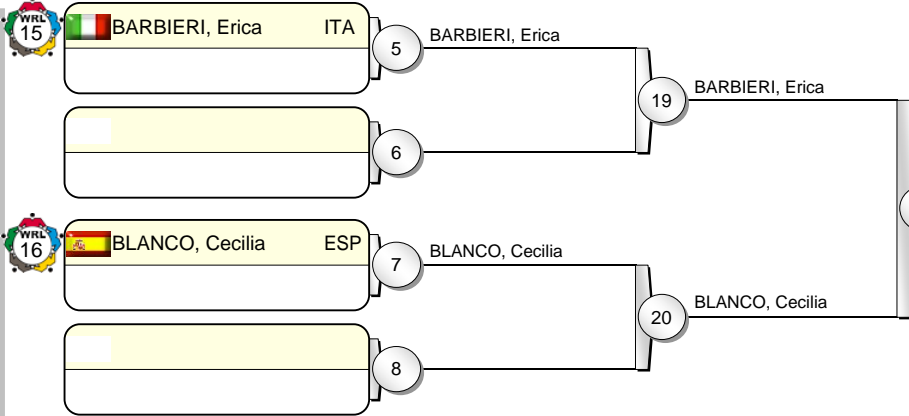 WRL
15
BARBIERI, Erica ITA
5
BARBIERI, Erica
19
BARBIERI, Erica
6
WRL
16
BLANCO, Cecilia ESP
7
BLANCO, Cecilia
20
BLANCO, Cecilia
8